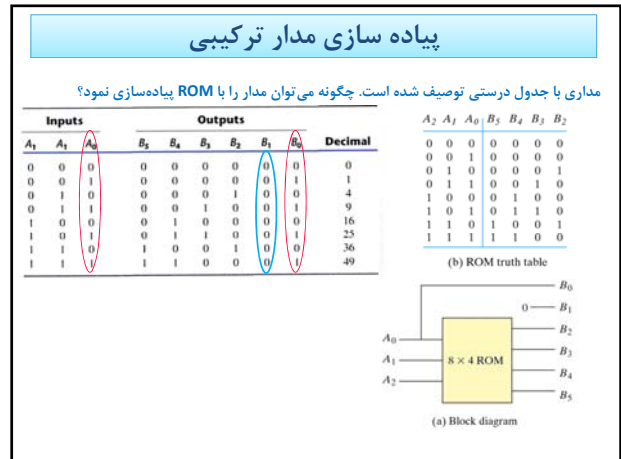 پیاده سازی مدار ترکیبی
مداری با جدول درستی توصیف شده است. چگونه می‌توان مدار را با ROM پیاده‌سازی نمود؟
Inputs Outputs
A₁ A₁ A₀ B₅ B₄ B₃ B₂ B₁ B₀ Decimal
0 0 0 0 0 0 0 0 0 0
0 0 1 0 0 0 0 0 1 1
0 1 0 0 0 0 1 0 0 4
0 1 1 0 0 1 0 0 1 9
1 0 0 0 1 0 0 0 0 16
1 0 1 0 1 1 0 0 1 25
1 1 0 1 0 0 1 0 0 36
1 1 1 1 1 0 0 0 1 49
A₂ A₁ A₀ B₅ B₄ B₃ B₂
0 0 0 0 0 0 0
0 0 1 0 0 0 0
0 1 0 0 0 0 1
0 1 1 0 0 1 0
1 0 0 0 1 0 0
1 0 1 0 1 1 0
1 1 0 1 0 0 1
1 1 1 1 1 0 0
(b) ROM truth table
B₀
0 B₁
B₂
A₀
B₃
A₁ 8 × 4 ROM
B₄
A₂
B₅
(a) Block diagram